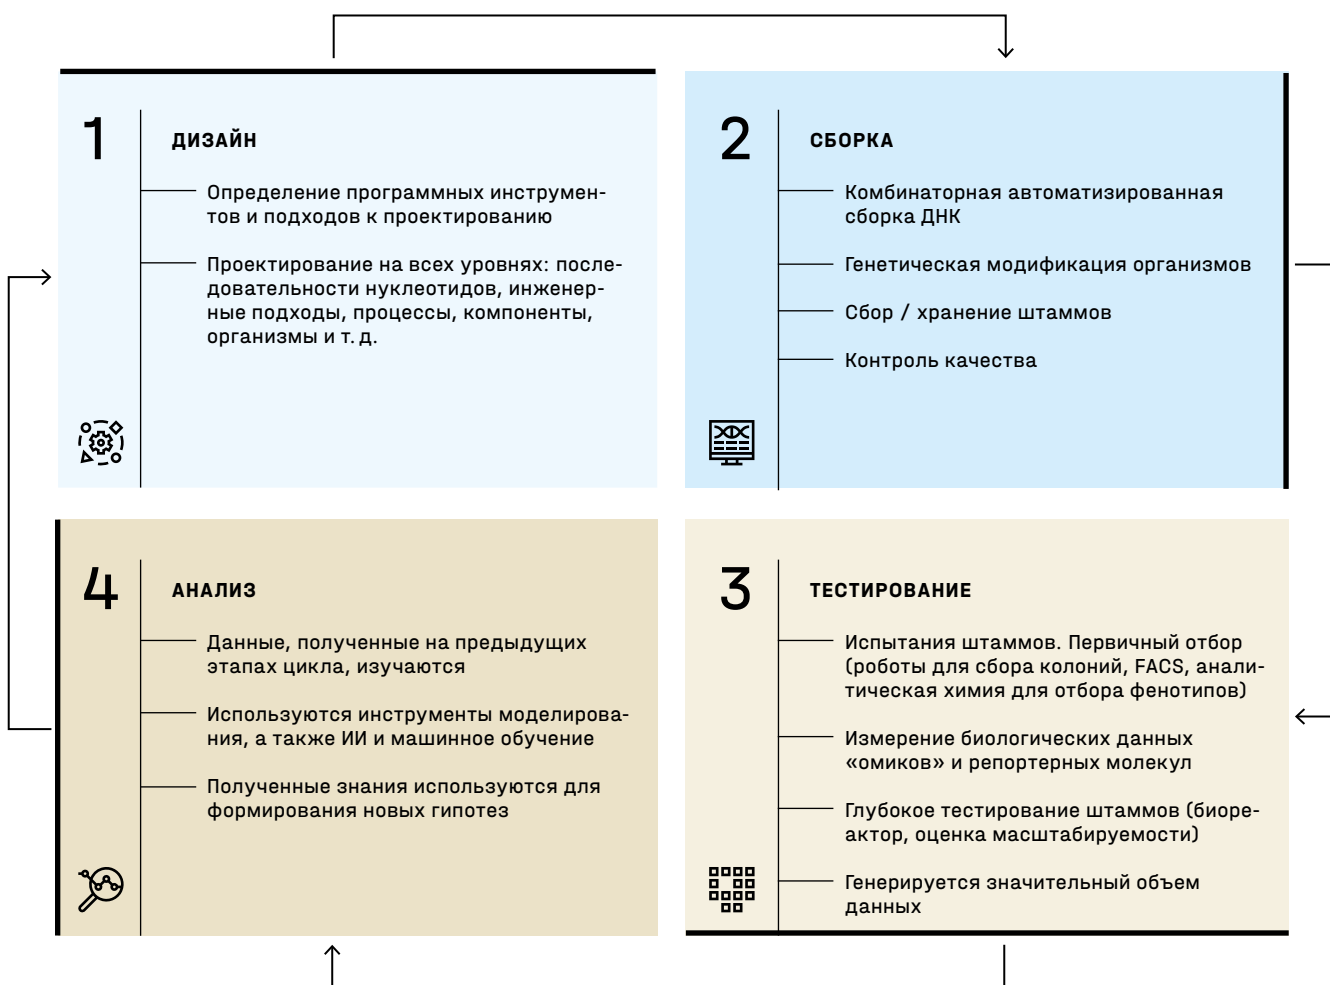 1
ДИЗАЙН
Определение программных инструмен-
тов и подходов к проектированию
Проектирование на всех уровнях: после-
довательности нуклеотидов, инженер-
ные подходы, процессы, компоненты,
организмы и т. д.
2
СБОРКА
Комбинаторная автоматизированная
сборка ДНК
Генетическая модификация организмов
Сбор / хранение штаммов
Контроль качества
3
ТЕСТИРОВАНИЕ
Испытания штаммов. Первичный отбор
(роботы для сбора колоний, FACS, анали-
тическая химия для отбора фенотипов)
Измерение биологических данных
«омиков» и репортерных молекул
Глубокое тестирование штаммов (биоре-
актор, оценка масштабируемости)
Генерируется значительный объем
данных
4
АНАЛИЗ
Данные, полученные на предыдущих
этапах цикла, изучаются
Используются инструменты моделирова-
ния, а также ИИ и машинное обучение
Полученные знания используются для
формирования новых гипотез